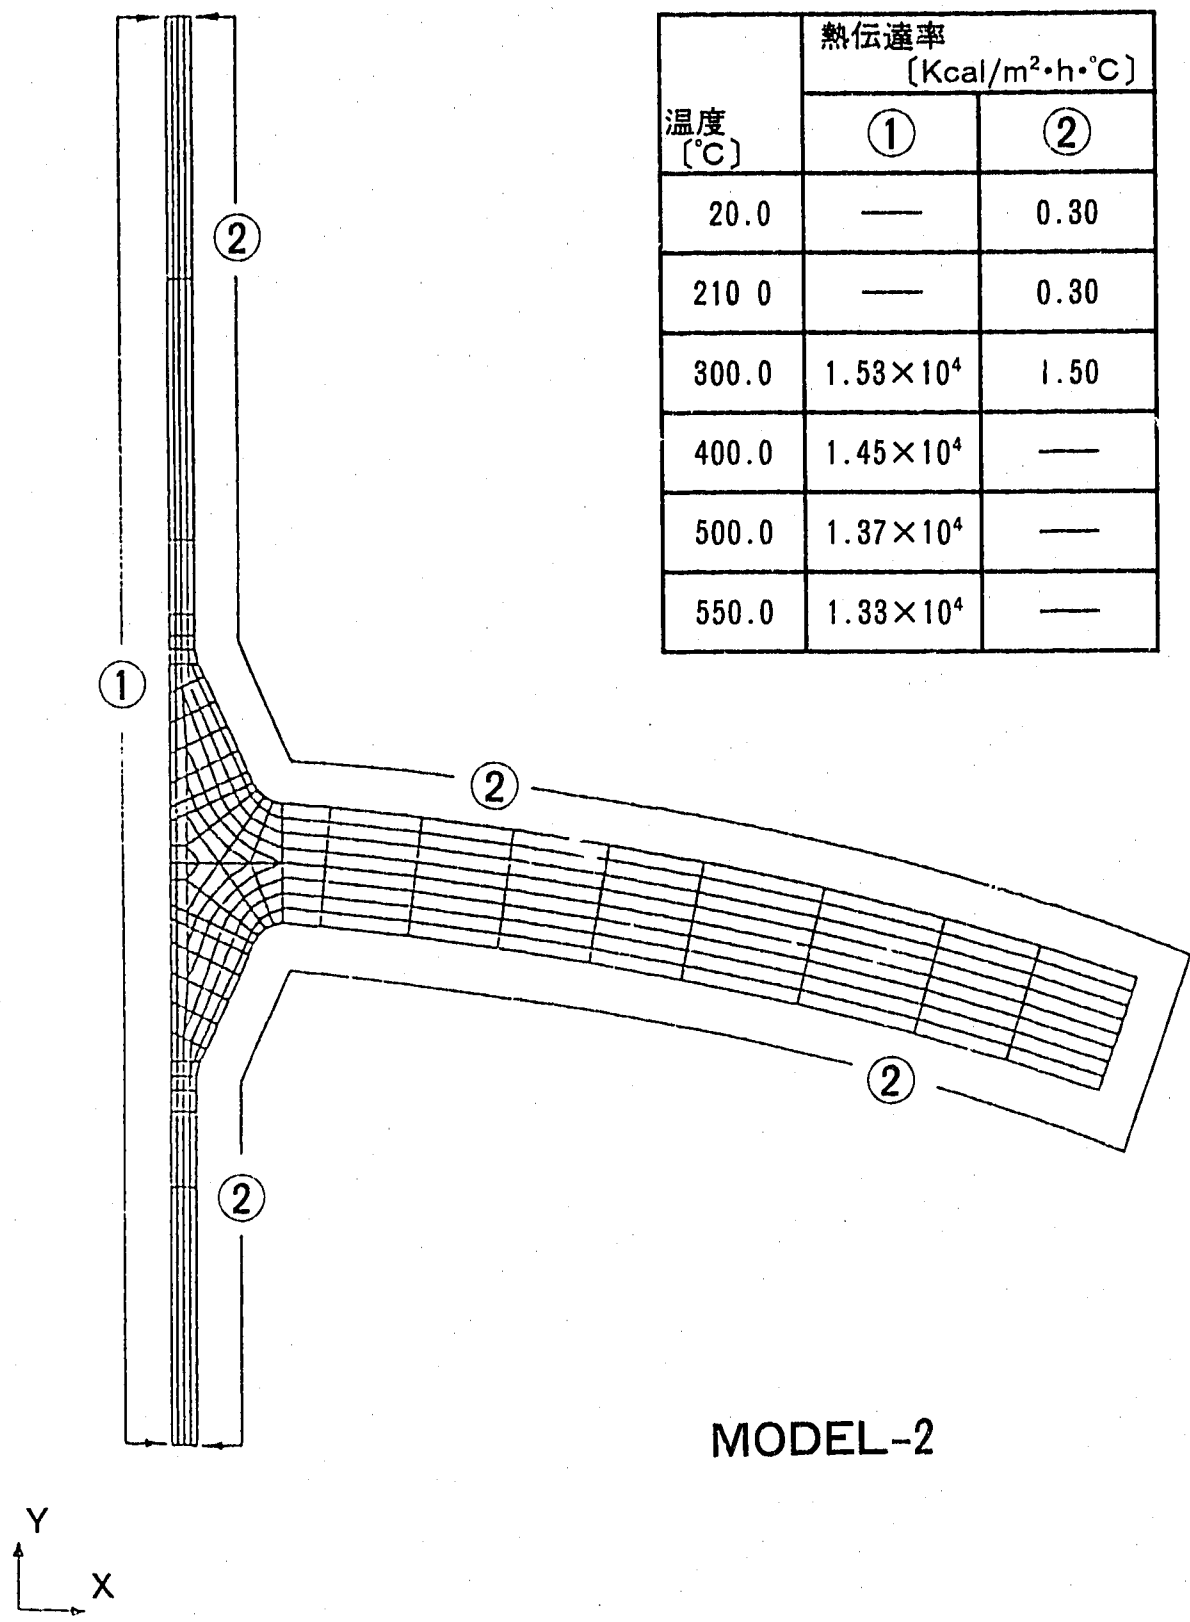 熱伝達率
〔Kcal/m²・h・℃〕
温度
〔℃〕
① ②
20.0 — 0.30
210 0 — 0.30
300.0 1.53×10⁴ 1.50
400.0 1.45×10⁴ —
500.0 1.37×10⁴ —
550.0 1.33×10⁴ —
②
①
②
②
②
MODEL-2
Y
X